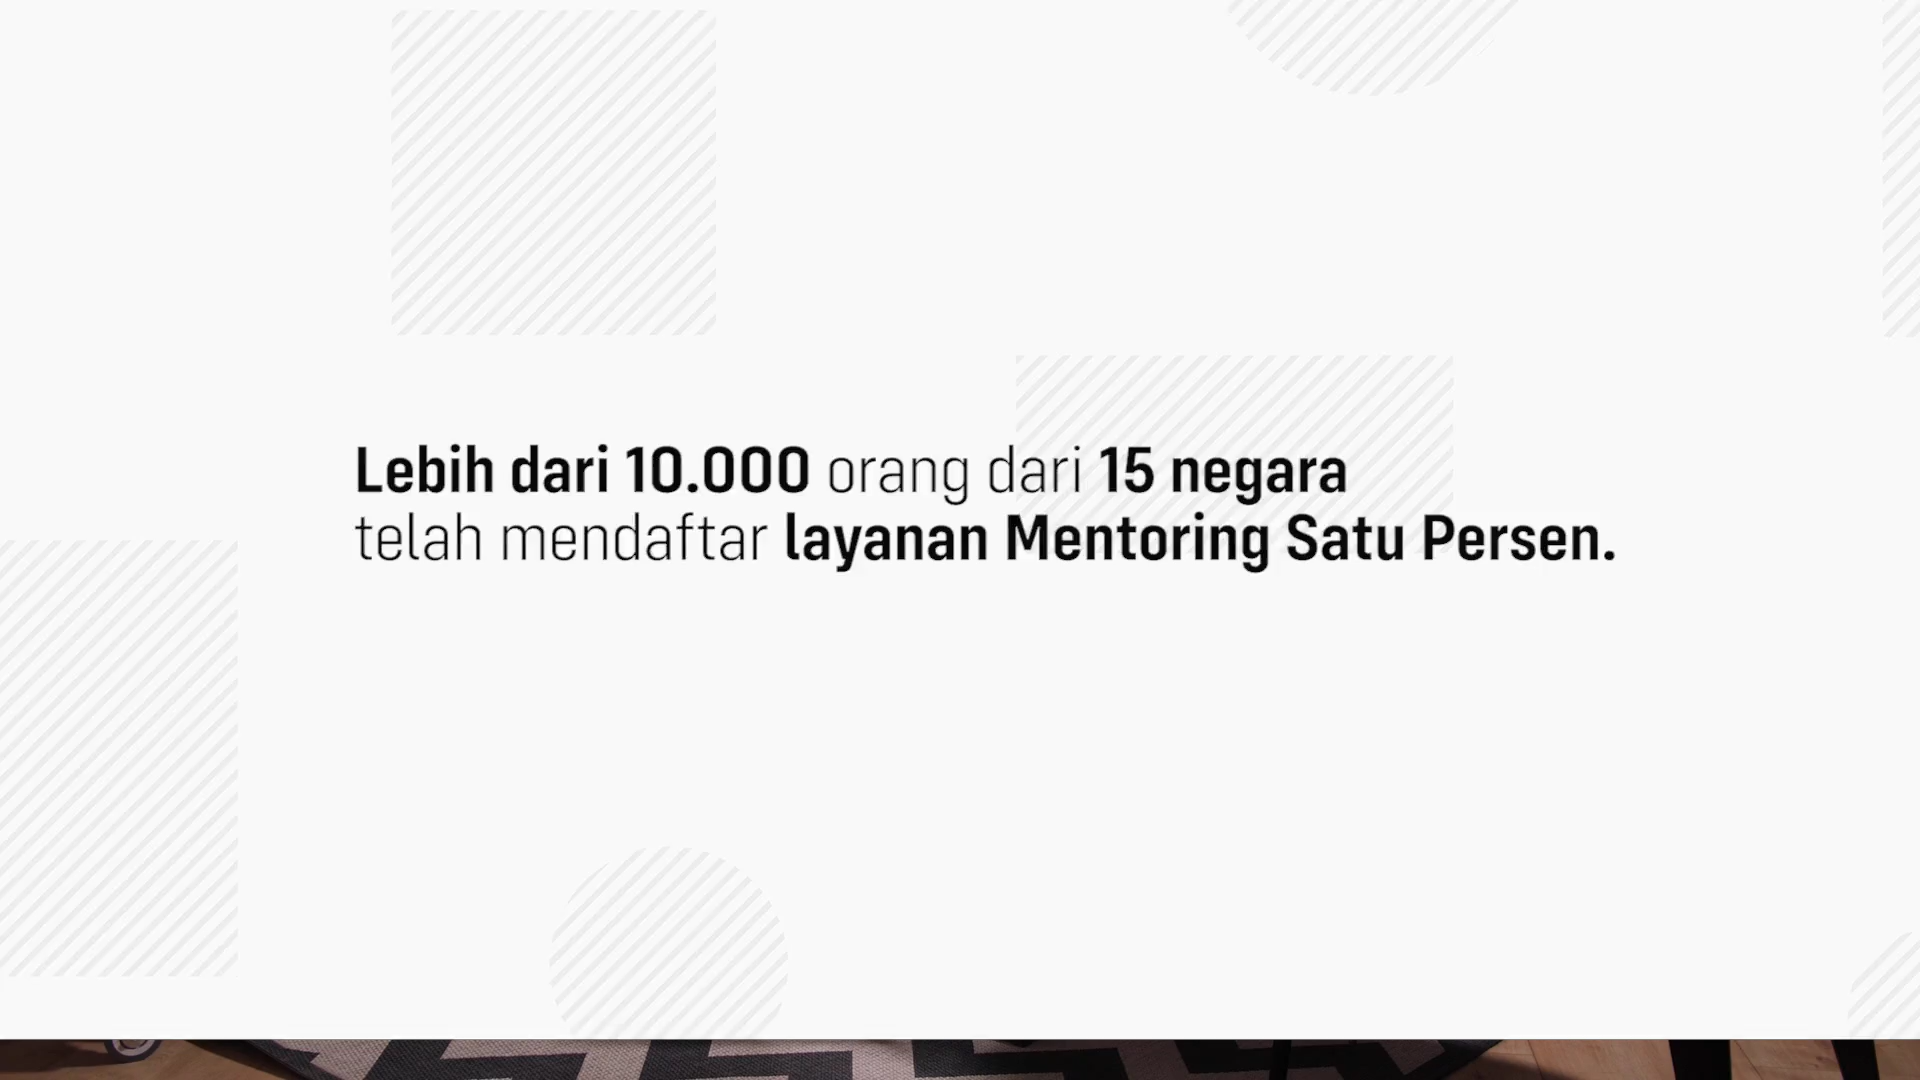 Lebih dari 10.000 orang dari 15 negara
telah mendaftar layanan Mentoring Satu Persen.